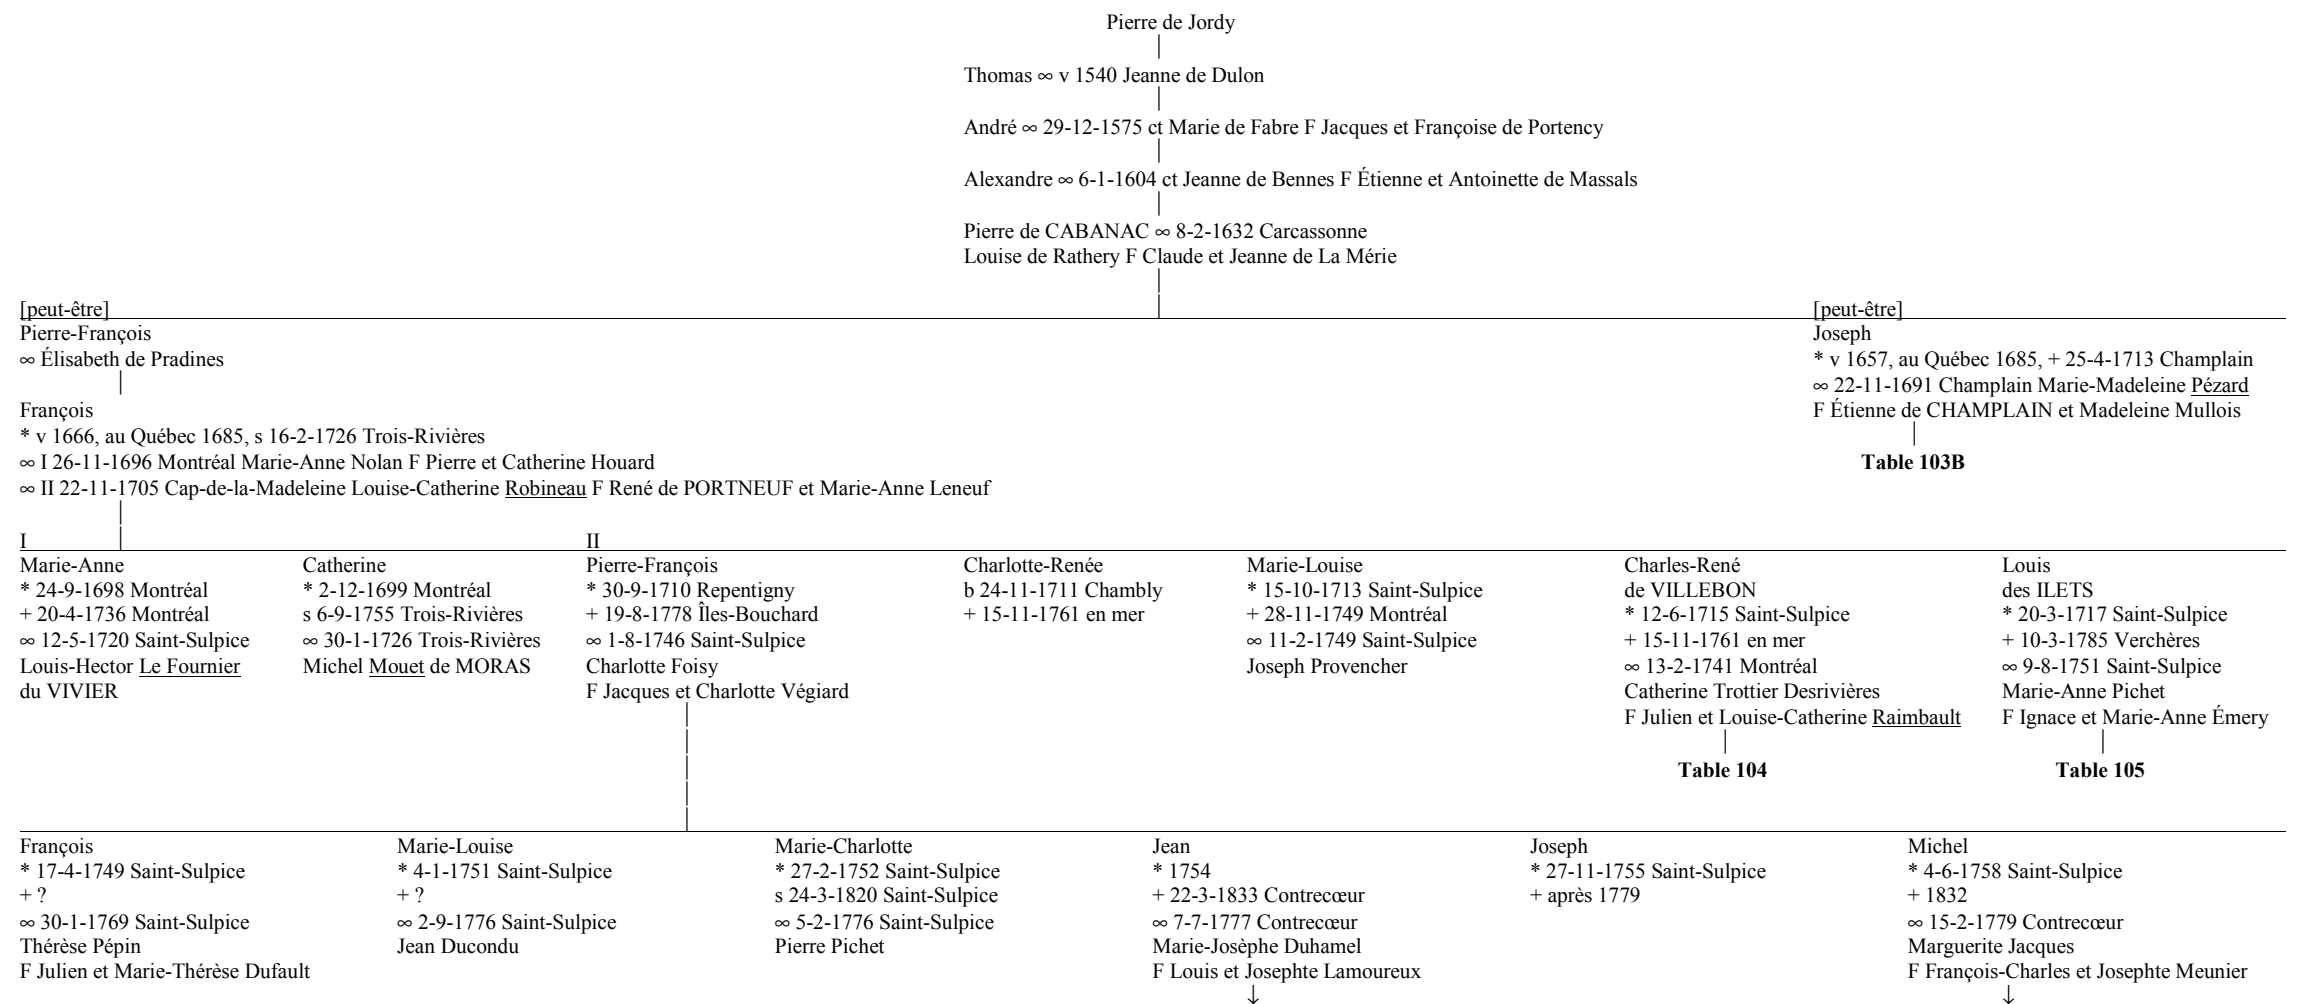 Pierre de Jordy
Thomas ∞ v 1540 Jeanne de Dulon
André ∞ 29-12-1575 ct Marie de Fabre F Jacques et Françoise de Portency
Alexandre ∞ 6-1-1604 ct Jeanne de Bennes F Étienne et Antoinette de Massals
Pierre de CABANAC ∞ 8-2-1632 Carcassonne
Louise de Rathery F Claude et Jeanne de La Mérie
[peut-être]
Pierre-François
∞ Élisabeth de Pradines
François
* v 1666, au Québec 1685, s 16-2-1726 Trois-Rivières
∞ I 26-11-1696 Montréal Marie-Anne Nolan F Pierre et Catherine Houard
∞ II 22-11-1705 Cap-de-la-Madeleine Louise-Catherine Robineau F René de PORTNEUF et Marie-Anne Leneuf
[peut-être]
Joseph
* v 1657, au Québec 1685, + 25-4-1713 Champlain
∞ 22-11-1691 Champlain Marie-Madeleine Pézard
F Étienne de CHAMPLAIN et Madeleine Mullois
Table 103B
I
Marie-Anne
* 24-9-1698 Montréal
+ 20-4-1736 Montréal
∞ 12-5-1720 Saint-Sulpice
Louis-Hector Le Fournier
du VIVIER
Catherine
* 2-12-1699 Montréal
s 6-9-1755 Trois-Rivières
∞ 30-1-1726 Trois-Rivières
Michel Mouet de MORAS
II
Pierre-François
* 30-9-1710 Repentigny
+ 19-8-1778 Îles-Bouchard
∞ 1-8-1746 Saint-Sulpice
Charlotte Foisy
F Jacques et Charlotte Végiard
Charlotte-Renée
b 24-11-1711 Chambly
+ 15-11-1761 en mer
Marie-Louise
* 15-10-1713 Saint-Sulpice
+ 28-11-1749 Montréal
∞ 11-2-1749 Saint-Sulpice
Joseph Provencher
Charles-René
de VILLEBON
* 12-6-1715 Saint-Sulpice
+ 15-11-1761 en mer
∞ 13-2-1741 Montréal
Catherine Trottier Desrivières
F Julien et Louise-Catherine Raimbault
Table 104
Louis
des ILETS
* 20-3-1717 Saint-Sulpice
+ 10-3-1785 Verchères
∞ 9-8-1751 Saint-Sulpice
Marie-Anne Pichet
F Ignace et Marie-Anne Émery
Table 105
François
* 17-4-1749 Saint-Sulpice
+ ?
∞ 30-1-1769 Saint-Sulpice
Thérèse Pépin
F Julien et Marie-Thérèse Dufault
Marie-Louise
* 4-1-1751 Saint-Sulpice
+ ?
∞ 2-9-1776 Saint-Sulpice
Jean Ducondu
Marie-Charlotte
* 27-2-1752 Saint-Sulpice
s 24-3-1820 Saint-Sulpice
∞ 5-2-1776 Saint-Sulpice
Pierre Pichet
Jean
* 1754
+ 22-3-1833 Contrecœur
∞ 7-7-1777 Contrecœur
Marie-Josèphe Duhamel
F Louis et Josephte Lamoureux
↓
Joseph
* 27-11-1755 Saint-Sulpice
+ après 1779
Michel
* 4-6-1758 Saint-Sulpice
+ 1832
∞ 15-2-1779 Contrecœur
Marguerite Jacques
F François-Charles et Josephte Meunier
↓